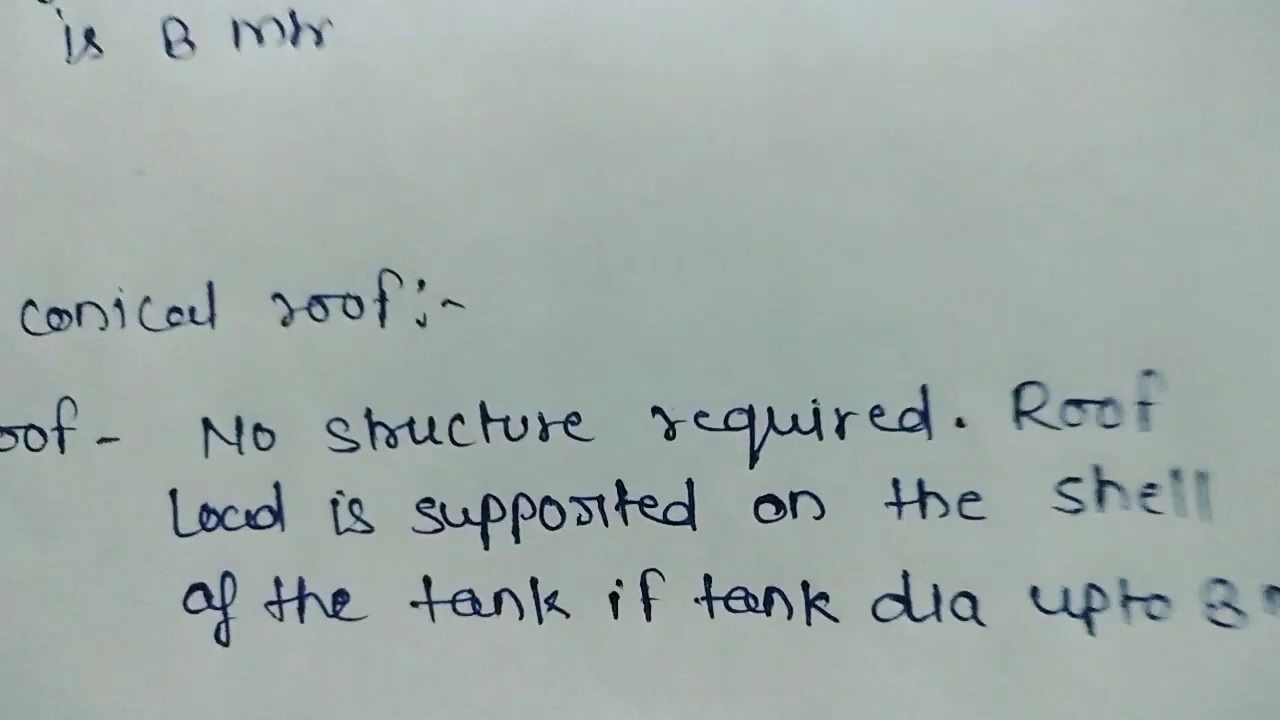 is 8 mtr
conical roof:-
oof - No structure required. Roof
Load is supported on the shell
of the tank if tank dia upto